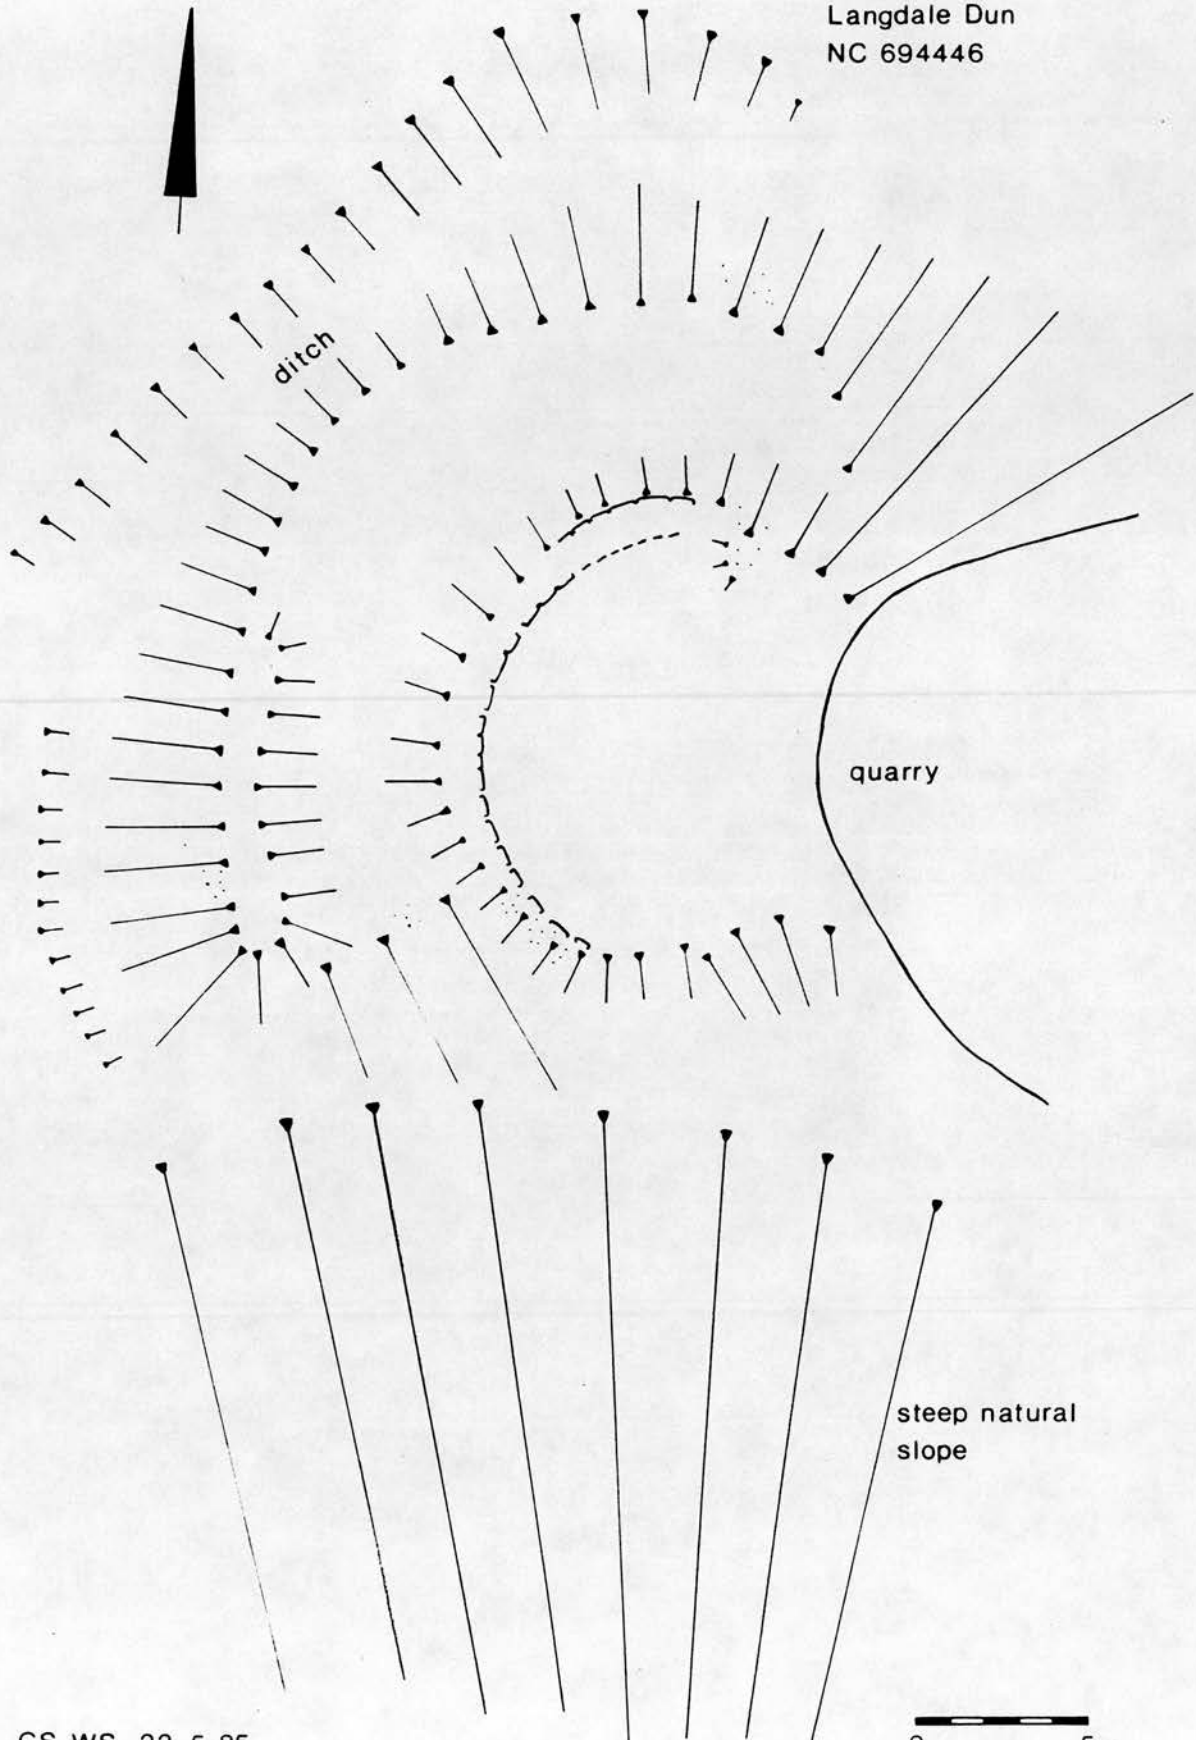 Langdale Dun
NC 694446
ditch
quarry
steep natural
slope